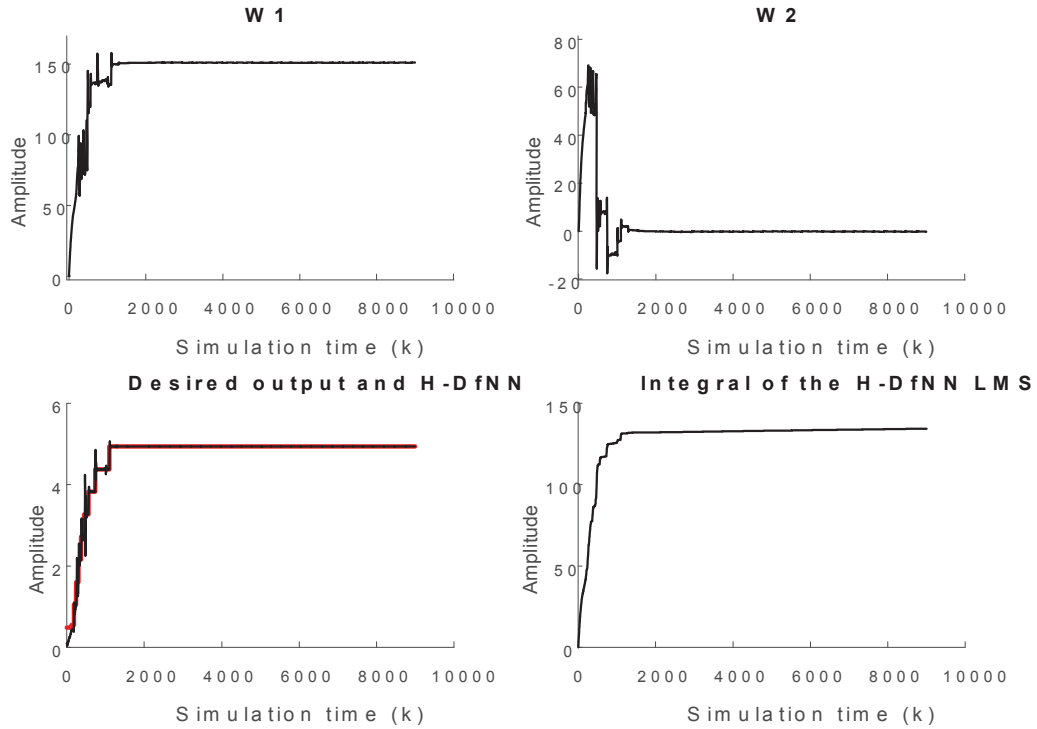 W 1
150
100
50
0
Amplitude
0 2000 4000 6000 8000 10000
Simulation time (k)
W 2
80
60
40
20
0
-20
Amplitude
0 2000 4000 6000 8000 10000
Simulation time (k)
Desired output and H-DfNN
6
4
2
0
Amplitude
0 2000 4000 6000 8000 10000
Simulation time (k)
Integral of the H-DfNN LMS
150
100
50
0
Amplitude
0 2000 4000 6000 8000 10000
Simulation time (k)